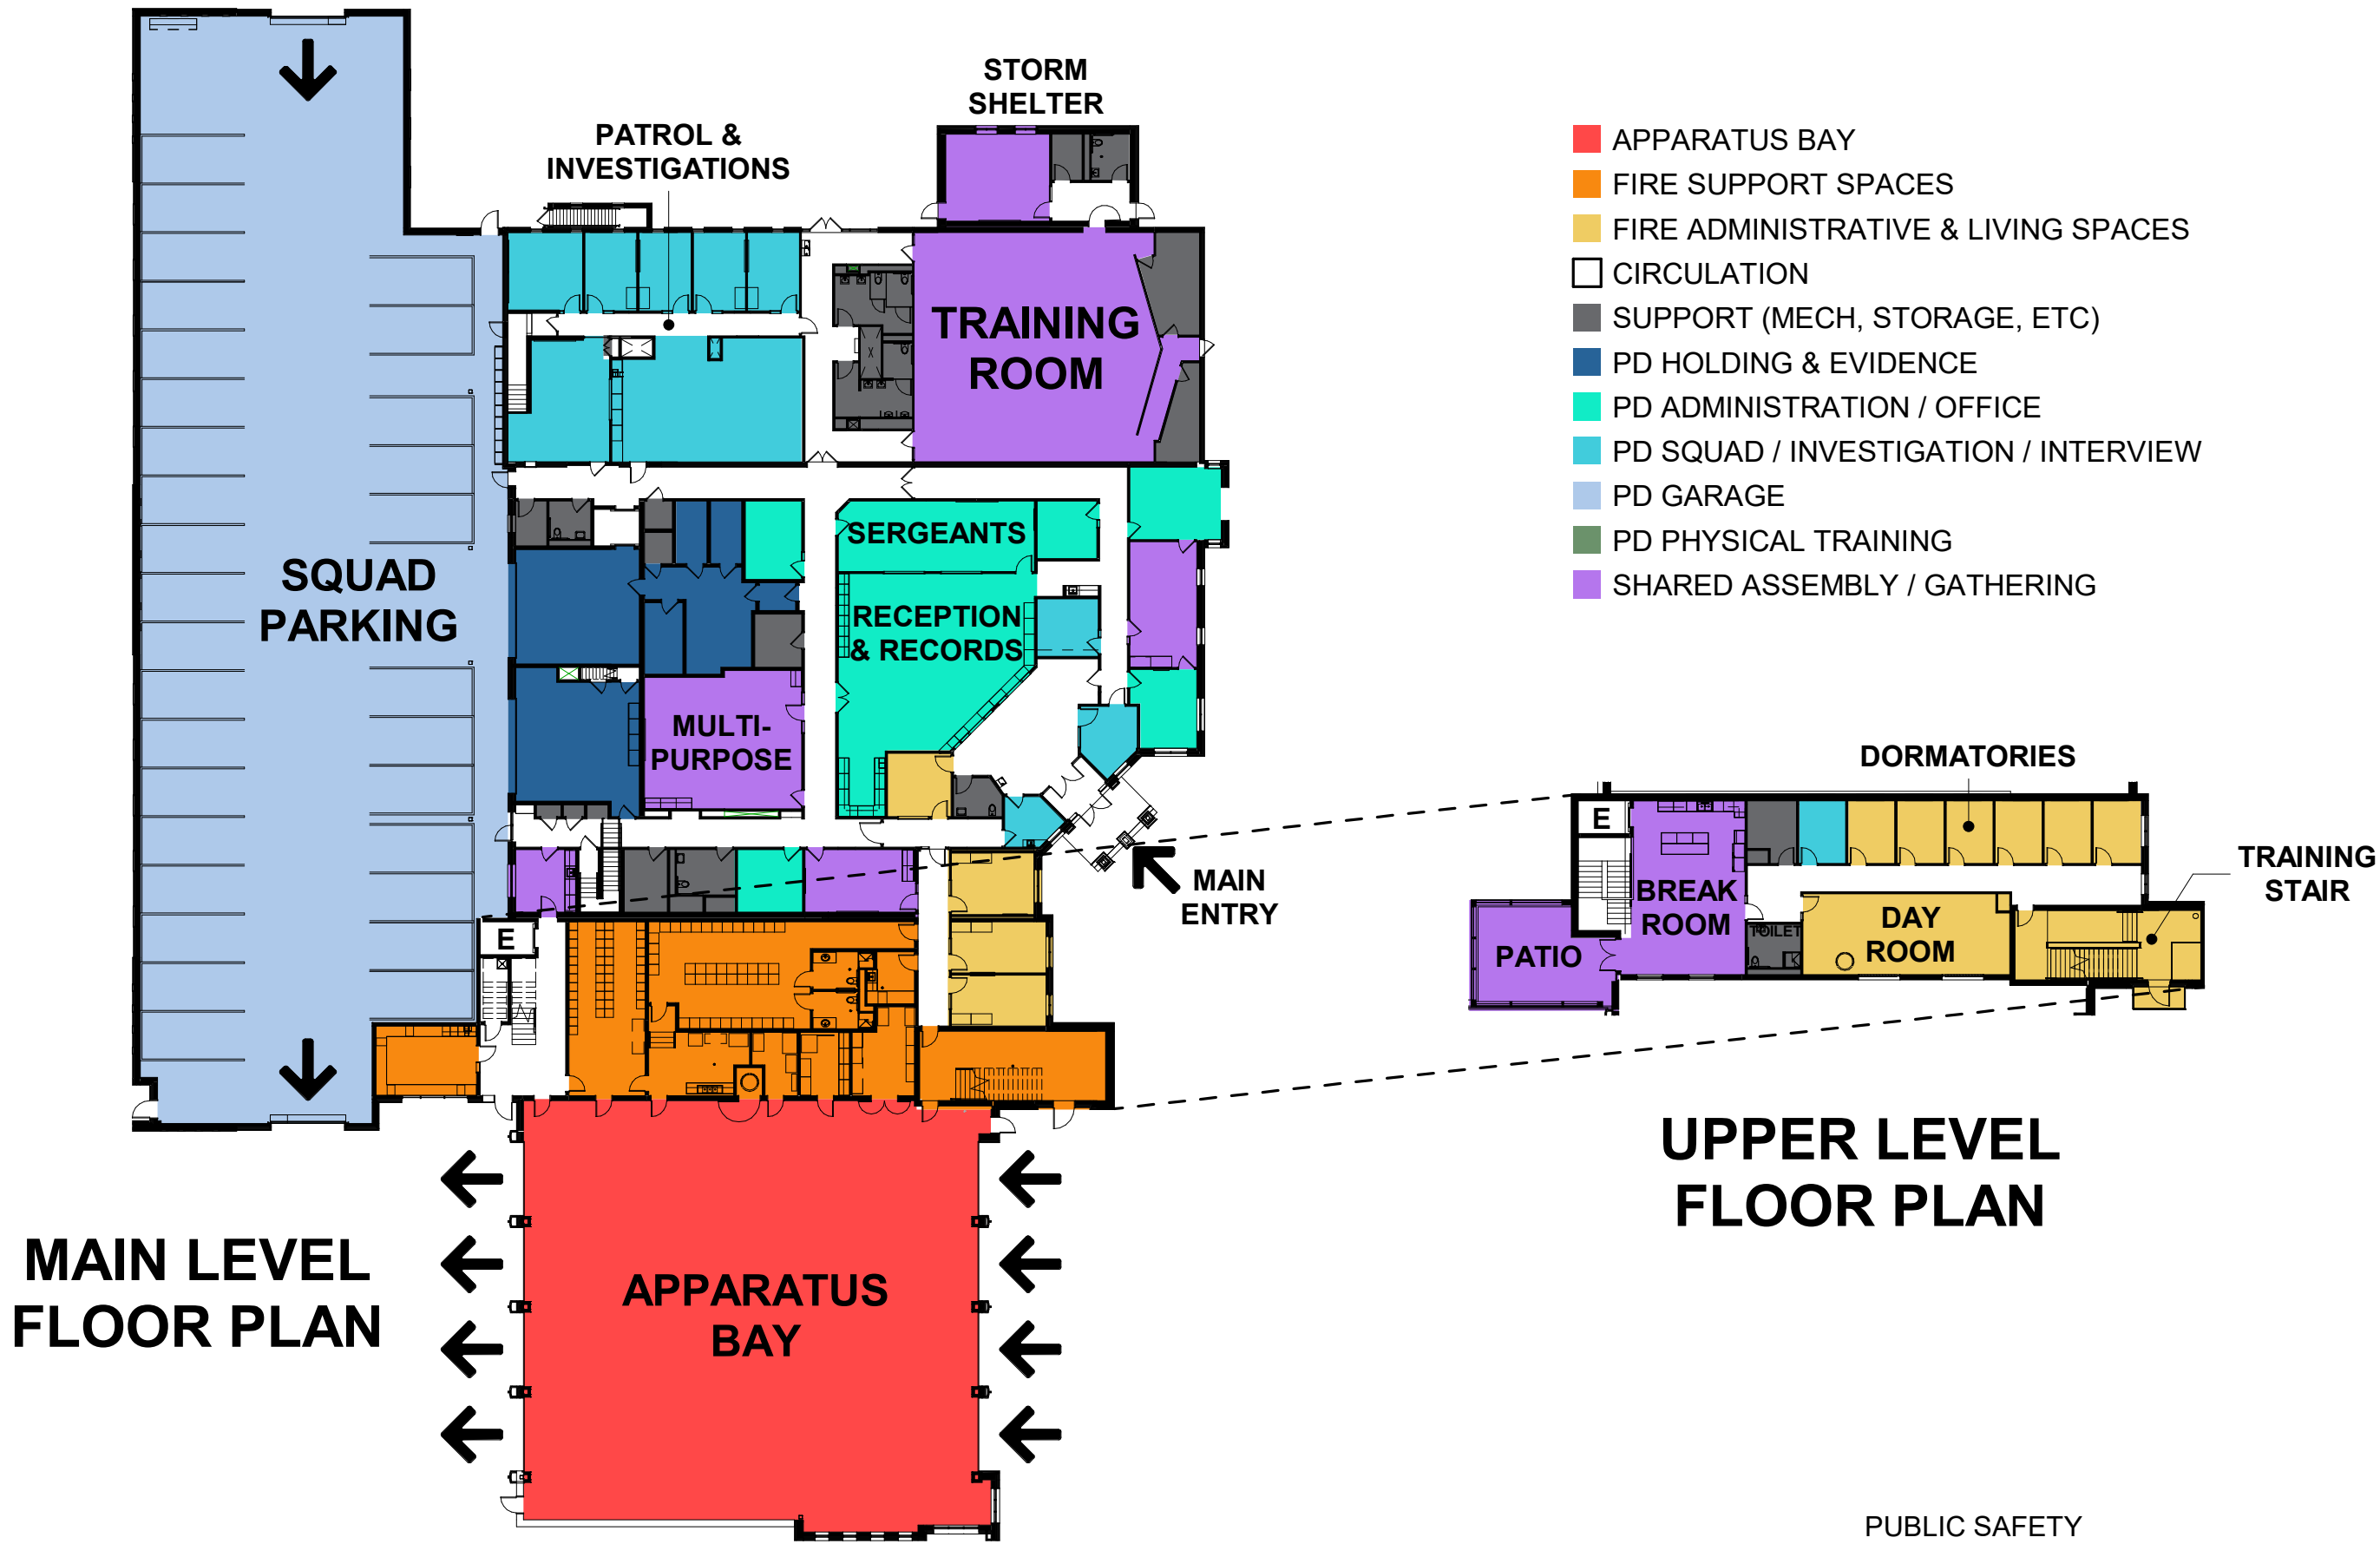 STORM
SHELTER
PATROL &
INVESTIGATIONS
TRAINING
ROOM
SERGEANTS
RECEPTION
& RECORDS
SQUAD
PARKING
MULTI-
PURPOSE
MAIN
ENTRY
E
APPARATUS
BAY
MAIN LEVEL
FLOOR PLAN
APPARATUS BAY
FIRE SUPPORT SPACES
FIRE ADMINISTRATIVE & LIVING SPACES
CIRCULATION
SUPPORT (MECH, STORAGE, ETC)
PD HOLDING & EVIDENCE
PD ADMINISTRATION / OFFICE
PD SQUAD / INVESTIGATION / INTERVIEW
PD GARAGE
PD PHYSICAL TRAINING
SHARED ASSEMBLY / GATHERING
DORMATORIES
E
BREAK
ROOM
TOILET
DAY
ROOM
PATIO
TRAINING
STAIR
UPPER LEVEL
FLOOR PLAN
PUBLIC SAFETY